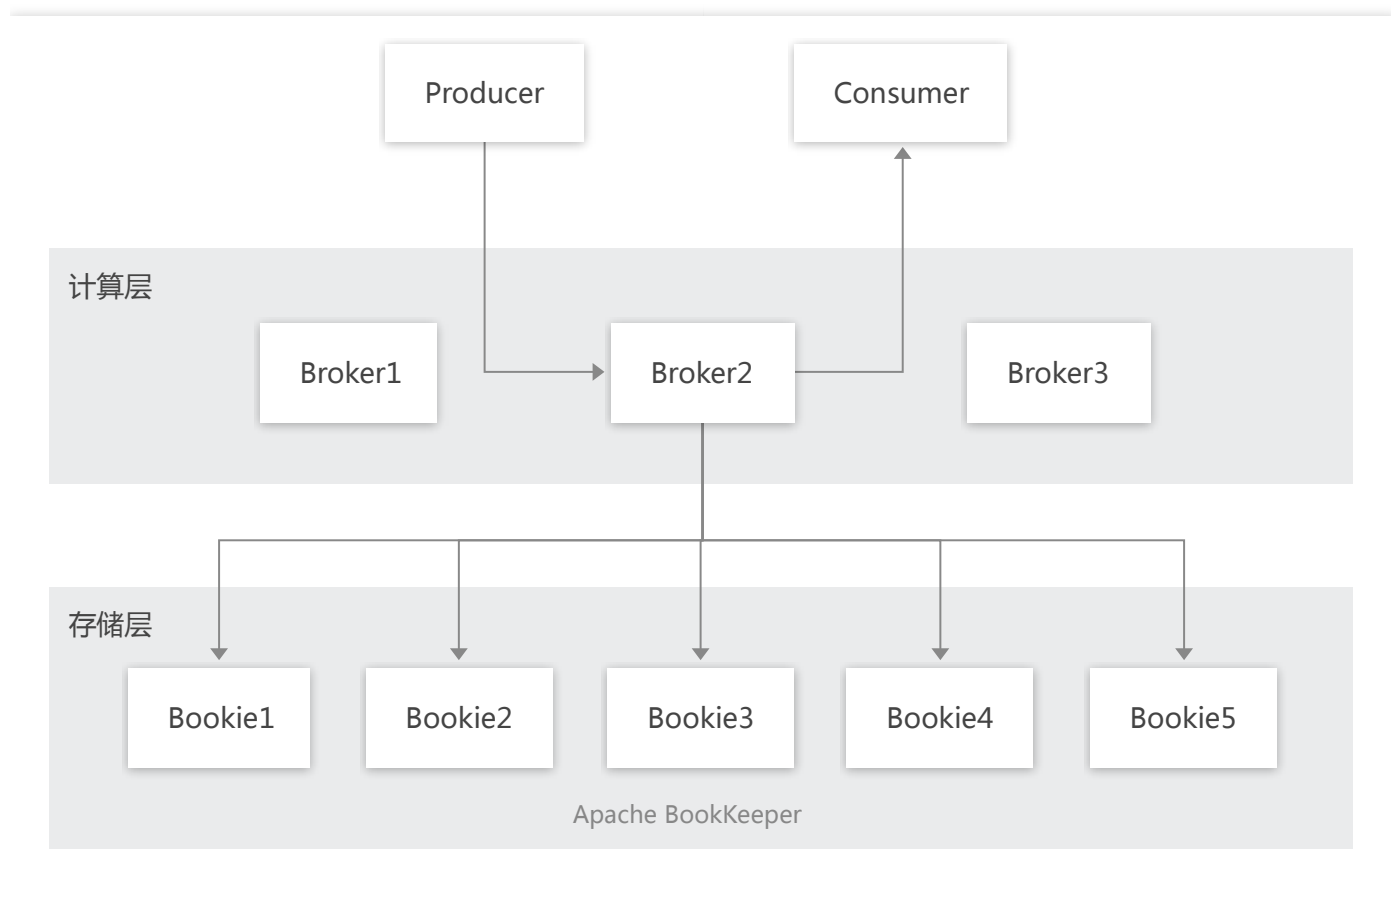 Producer
Consumer
计算层
Broker1
Broker2
Broker3
存储层
Bookie1
Bookie2
Bookie3
Bookie4
Bookie5
Apache BookKeeper